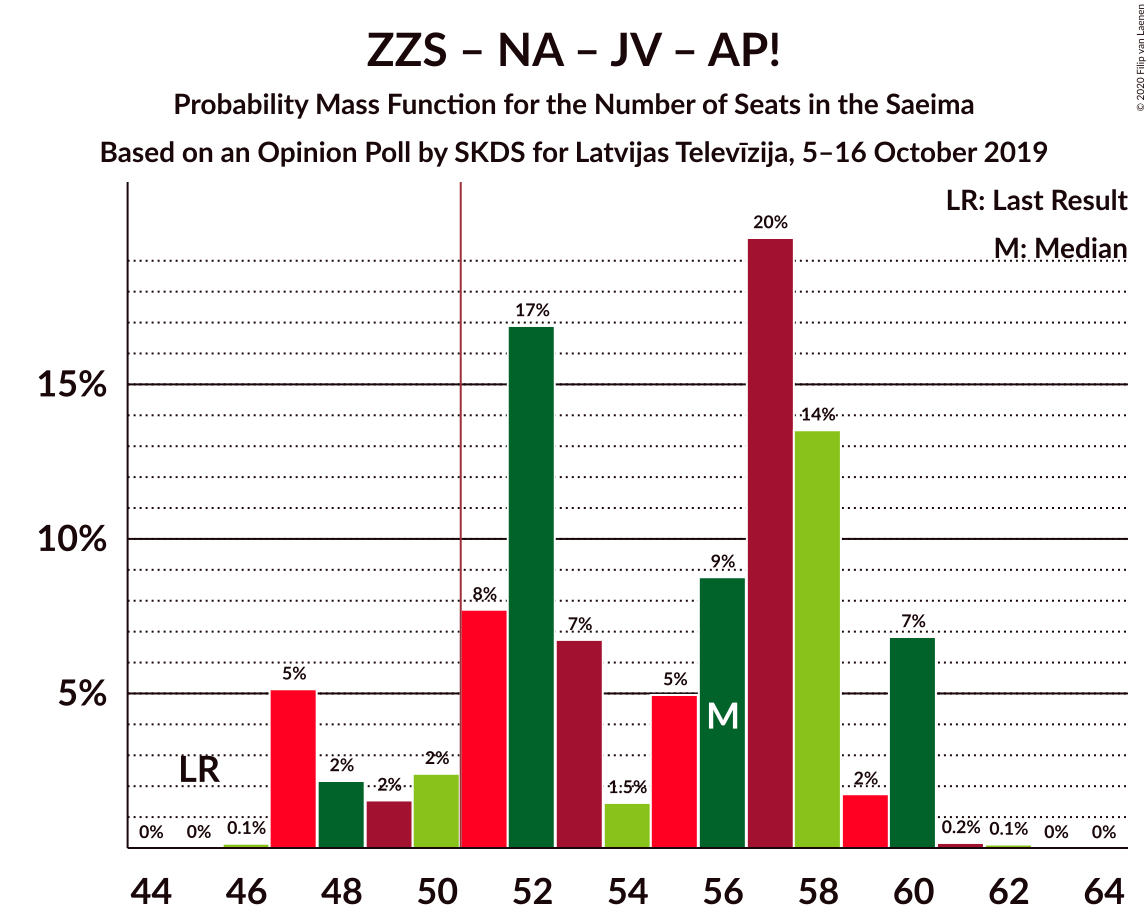 ZZS – NA – JV – AP!
Probability Mass Function for the Number of Seats in the Saeima
Based on an Opinion Poll by SKDS for Latvijas Televīzija, 5–16 October 2019
© 2020 Filip van Laenen
LR: Last Result
M: Median
15%
10%
5%
0% 0% 0.1% 5% 2% 2% 2% 8% 17% 7% 1.5% 5% 9% 20% 14% 2% 7% 0.2% 0.1% 0% 0%
LR
M
44 46 48 50 52 54 56 58 60 62 64